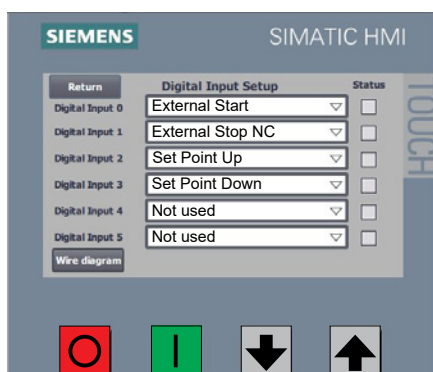 SIEMENS SIMATIC HMI
TOUCH
Return Digital Input Setup Status
Digital Input 0 External Start
Digital Input 1 External Stop NC
Digital Input 2 Set Point Up
Digital Input 3 Set Point Down
Digital Input 4 Not used
Digital Input 5 Not used
Wire diagram